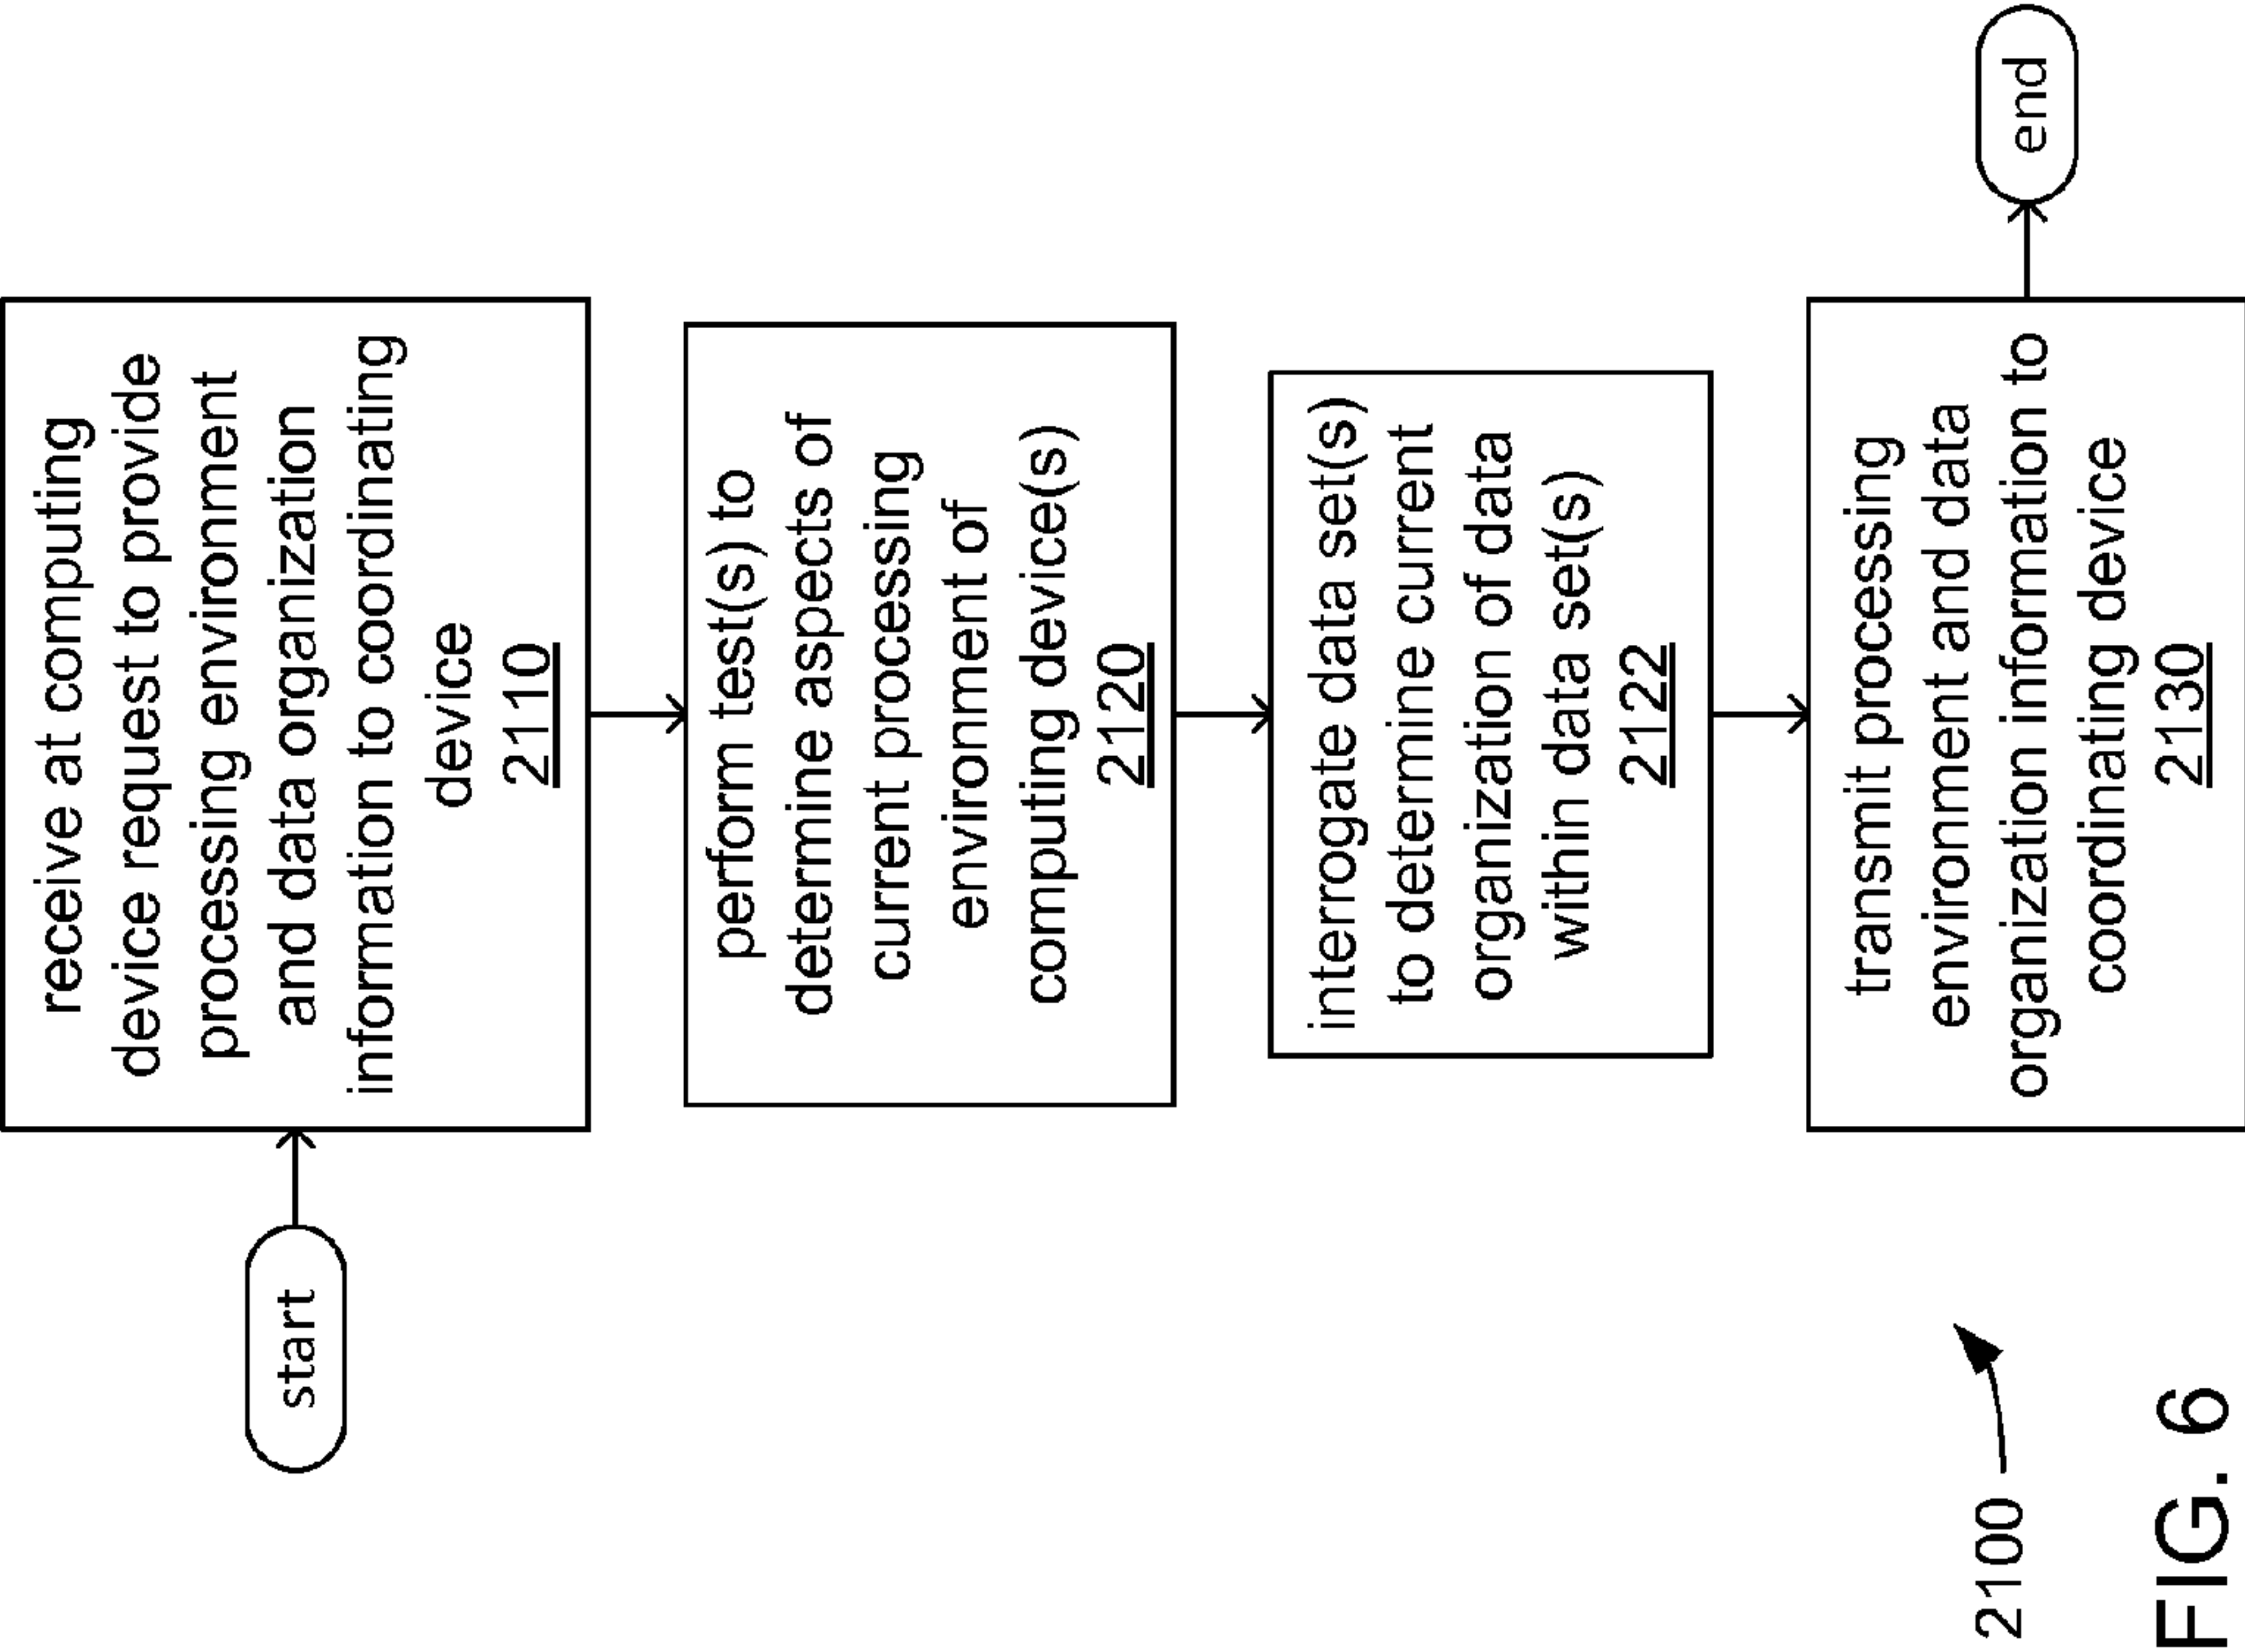 start
receive at computing
device request to provide
processing environment
and data organization
information to coordinating
device
2110
perform test(s) to
determine aspects of
current processing
environment of
computing device(s)
2120
interrogate data set(s)
to determine current
organization of data
within data set(s)
2122
transmit processing
environment and data
organization information to
coordinating device
2130
end
2100
FIG. 6